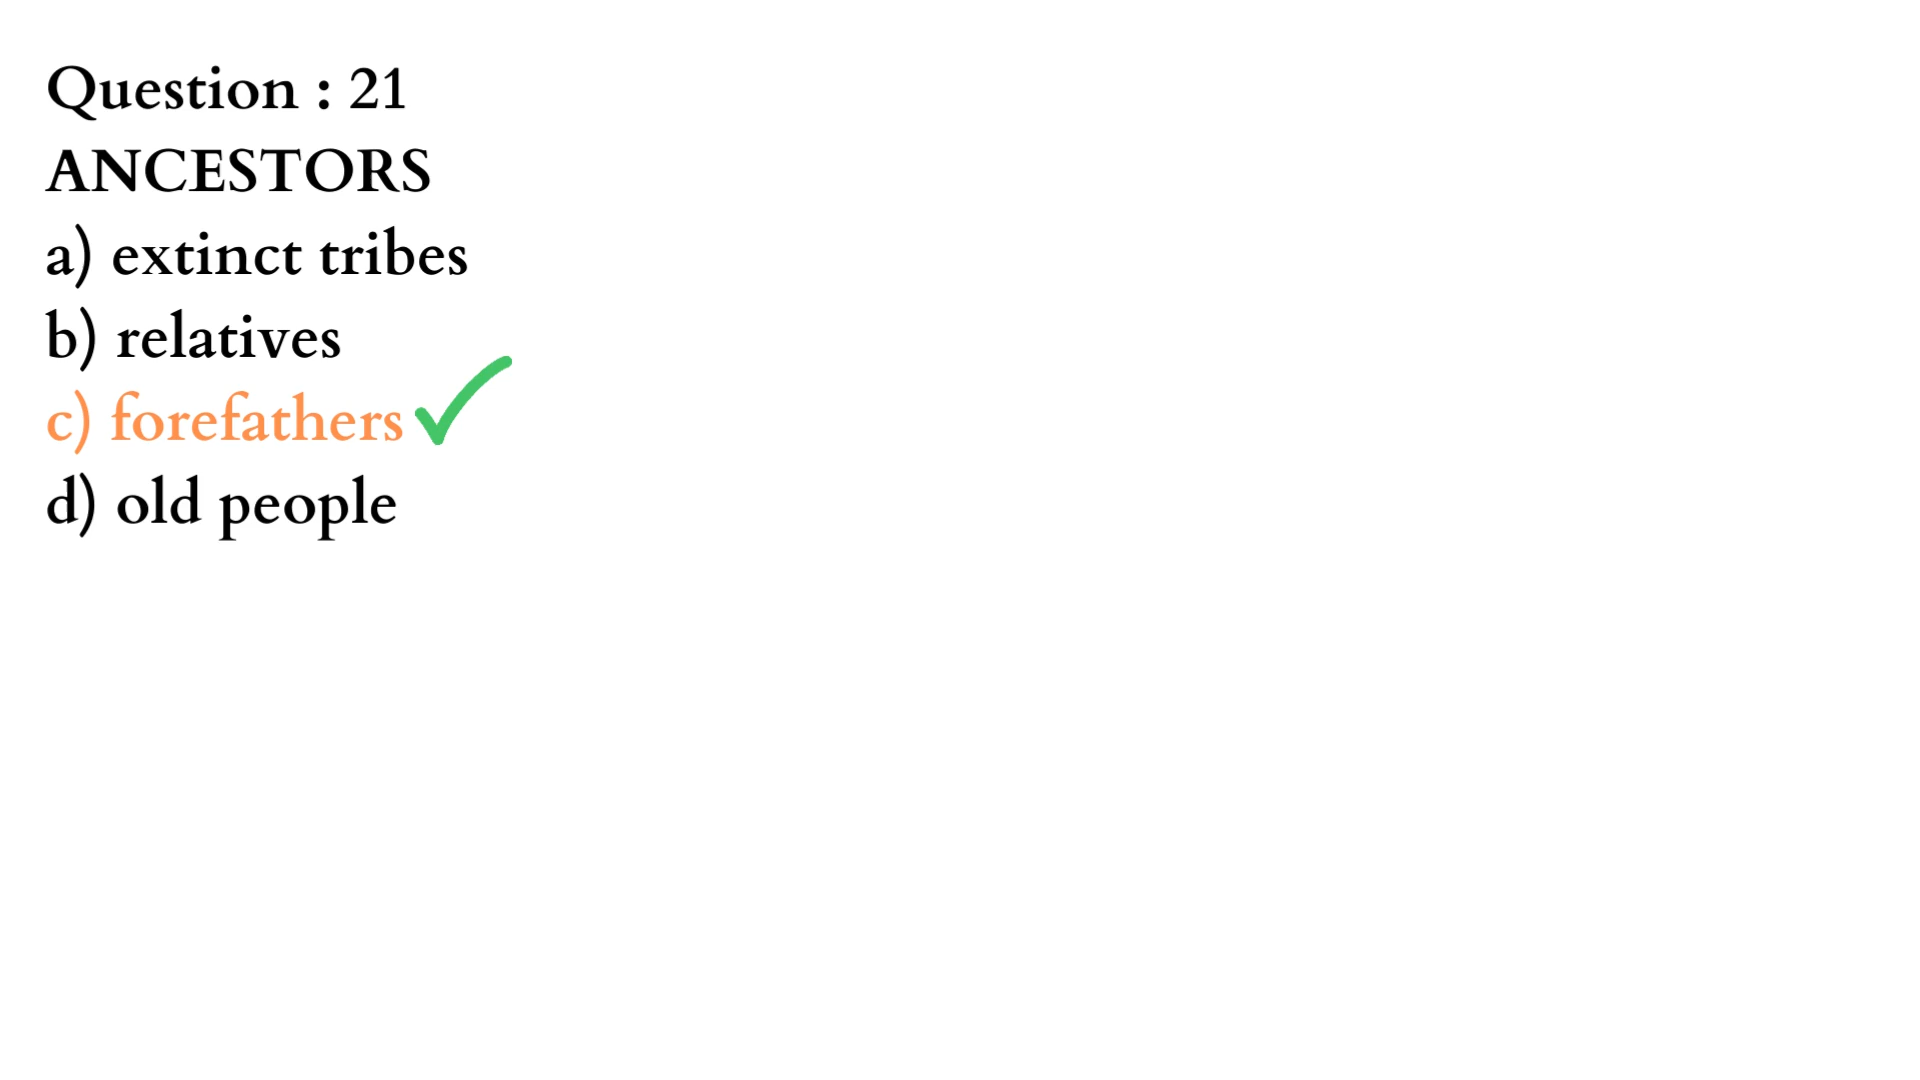 Question : 21
ANCESTORS
a) extinct tribes
b) relatives
c) forefathers
d) old people